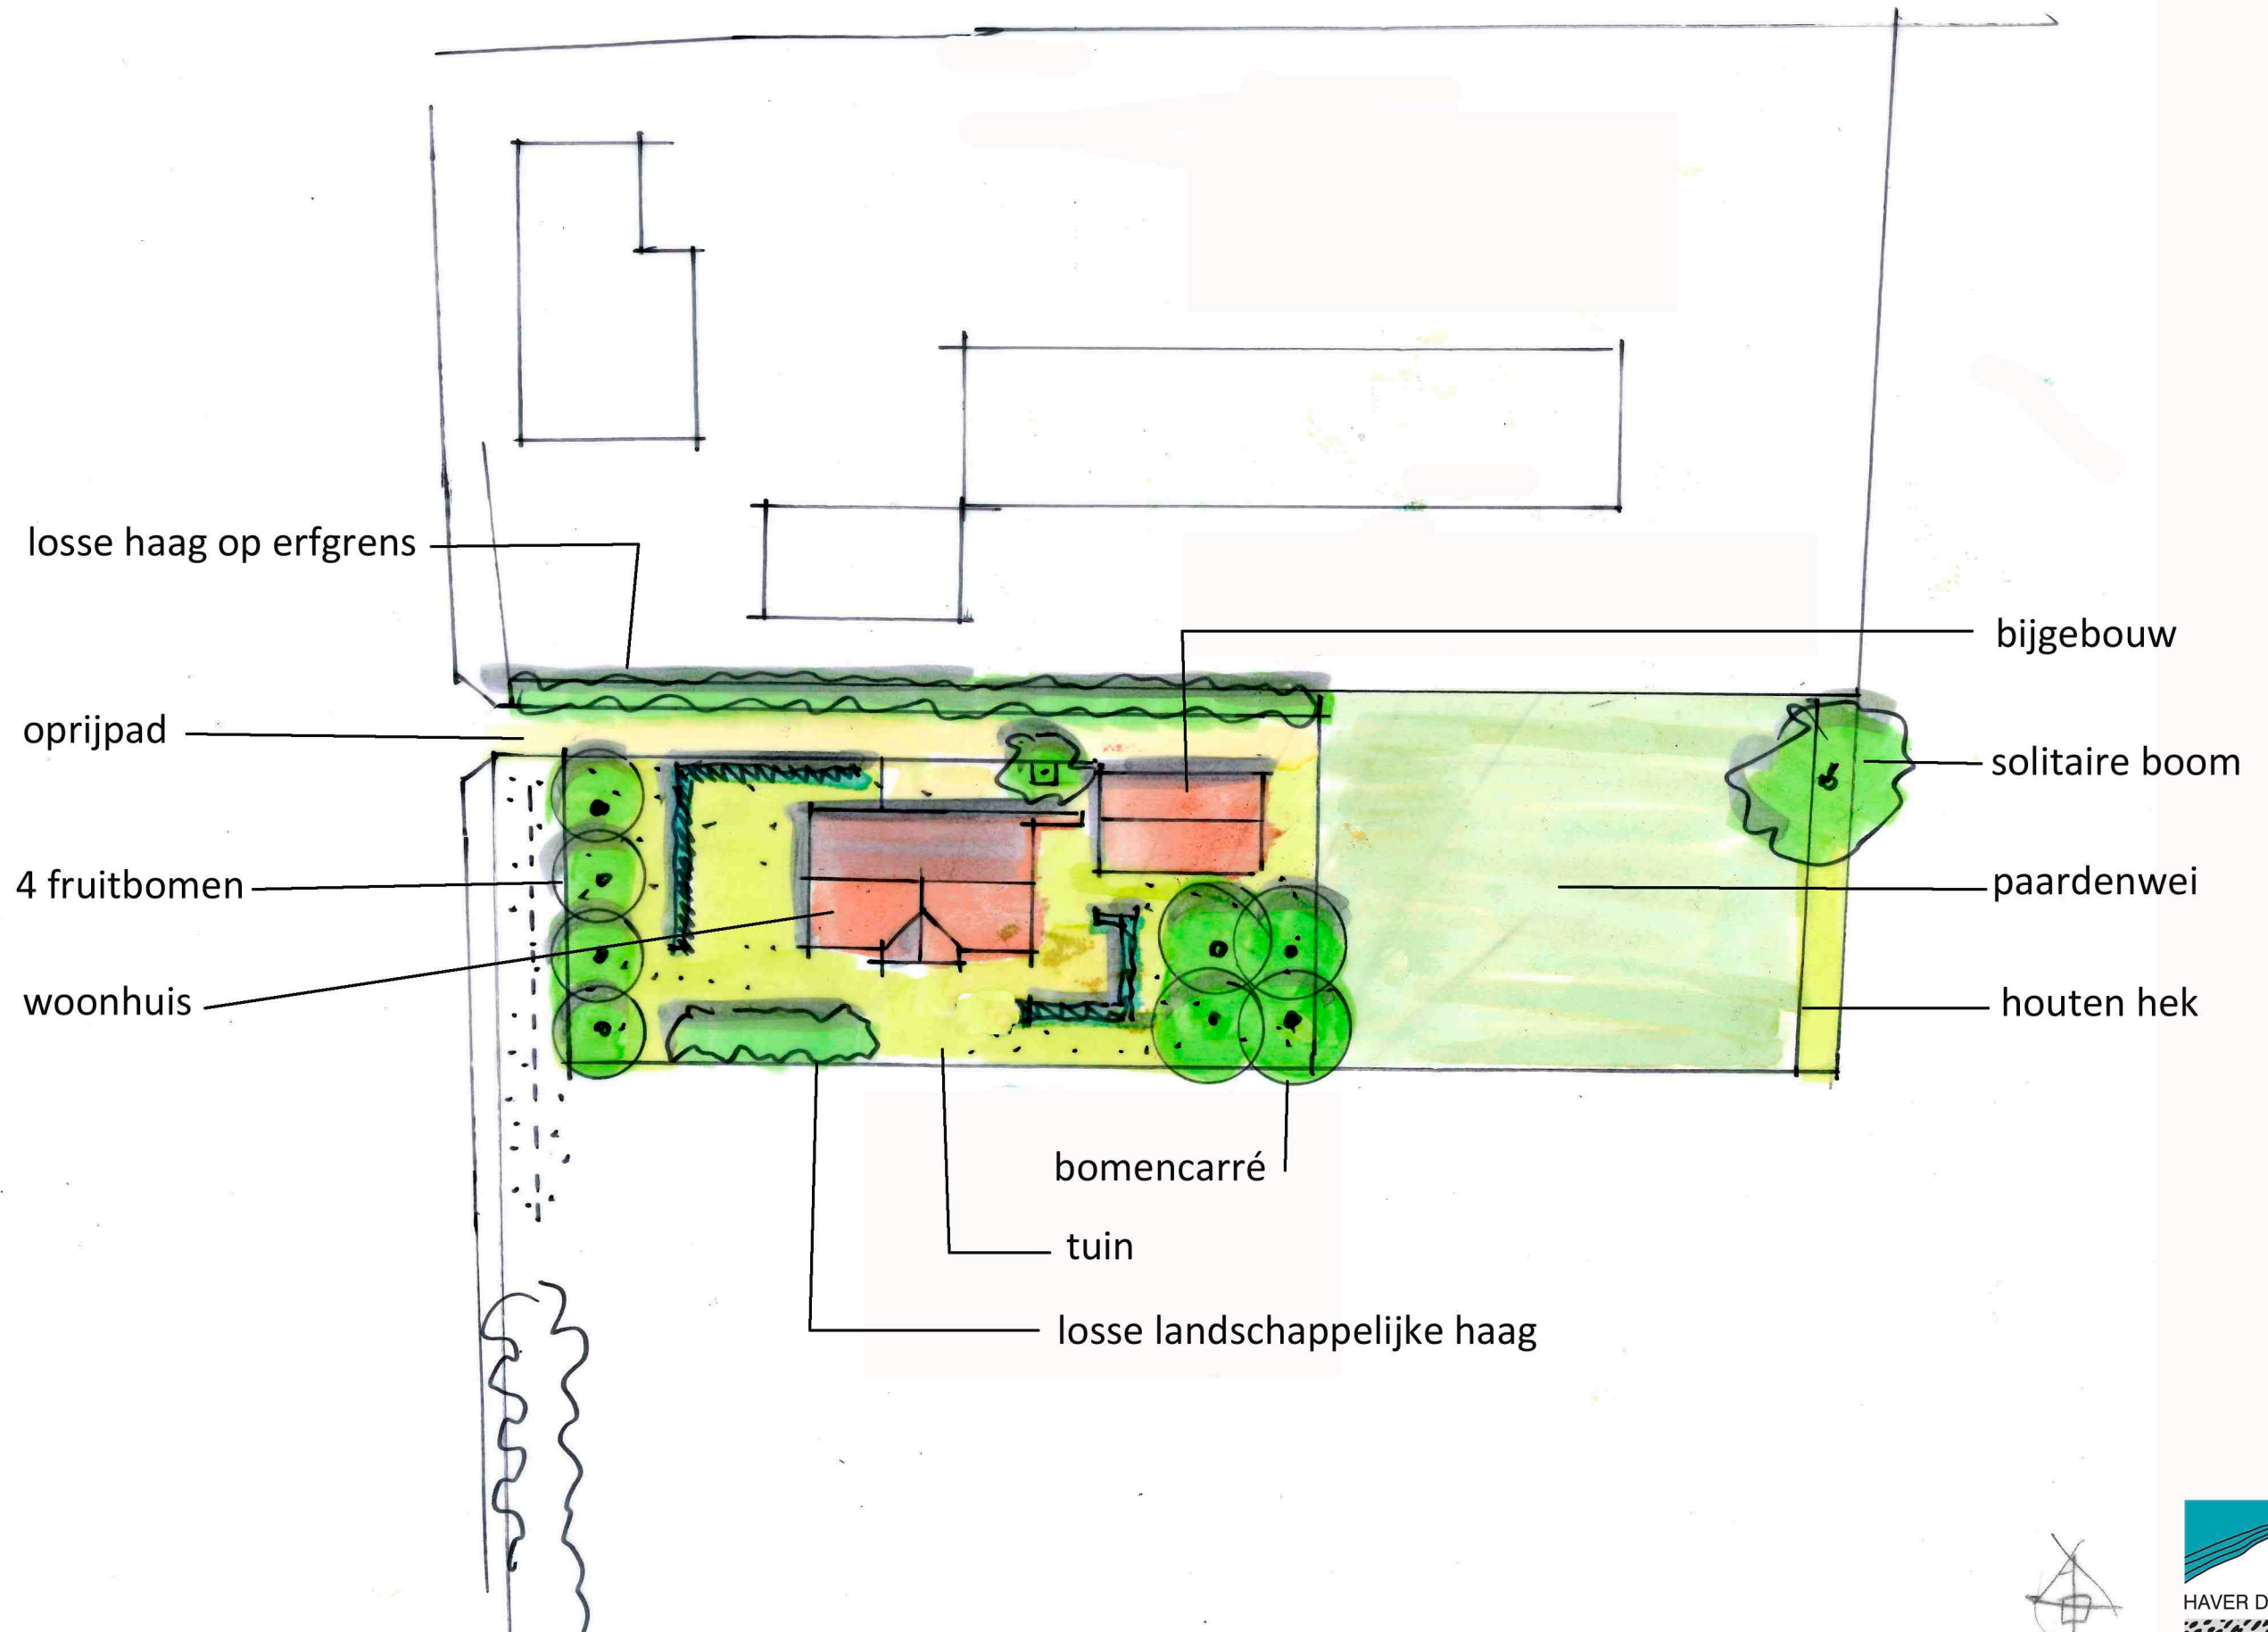 losse haag op erfgrens
bijgebouw
oprijpad
solitaire boom
4 fruitbomen
paardenwei
woonhuis
houten hek
bomencarré
tuin
losse landschappelijke haag
HAVER D